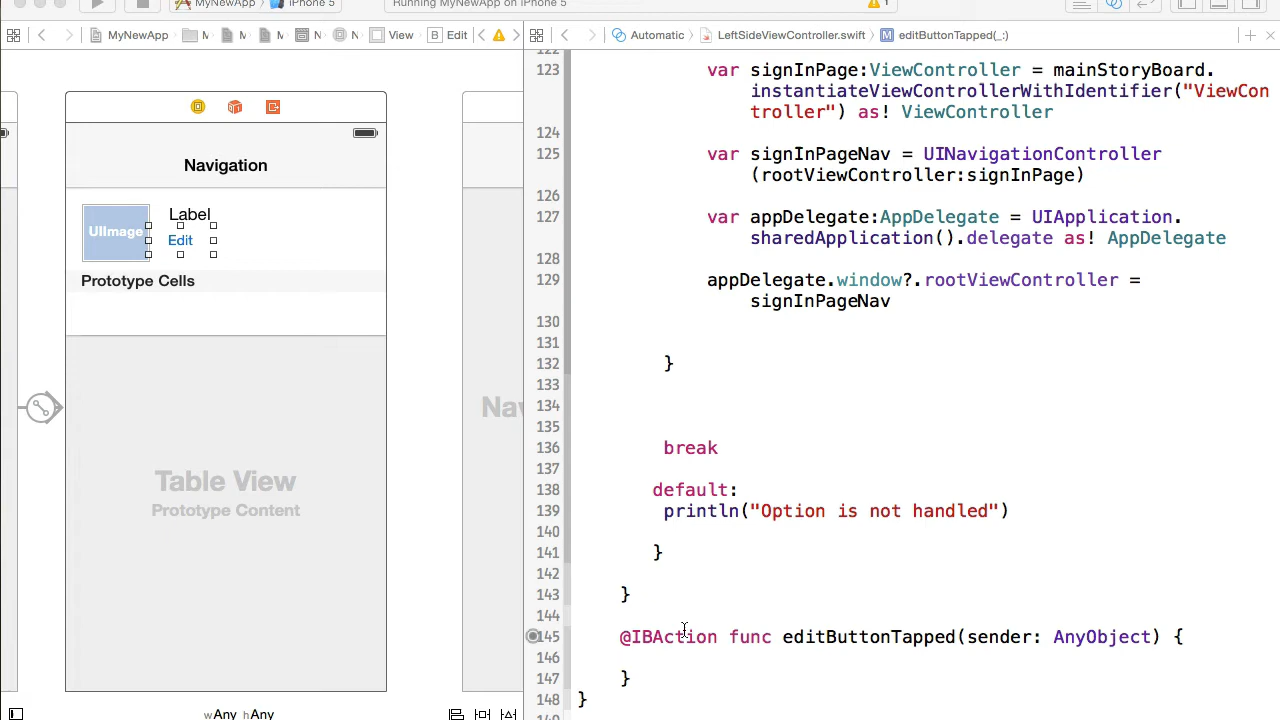 MyNewApp iPhone 5
Running MyNewApp on iPhone 5
1
MyNewApp M M M N N View B Edit
Automatic LeftSideViewController.swift M editButtonTapped(_:)
122
123 var signInPage:ViewController = mainStoryBoard.
instantiateViewControllerWithIdentifier("ViewCon
troller") as! ViewController
124
125 var signInPageNav = UINavigationController
(rootViewController:signInPage)
126
127 var appDelegate:AppDelegate = UIApplication.
sharedApplication().delegate as! AppDelegate
128
129 appDelegate.window?.rootViewController =
signInPageNav
130
131
132 }
133
134
135
136 break
137
138 default:
139 println("Option is not handled")
140
141 }
142
143 }
144
145 @IBAction func editButtonTapped(sender: AnyObject) {
146
147 }
148 }
Navigation
UIImage
Label
Edit
Prototype Cells
Table View
Prototype Content
Nav
wAny hAny